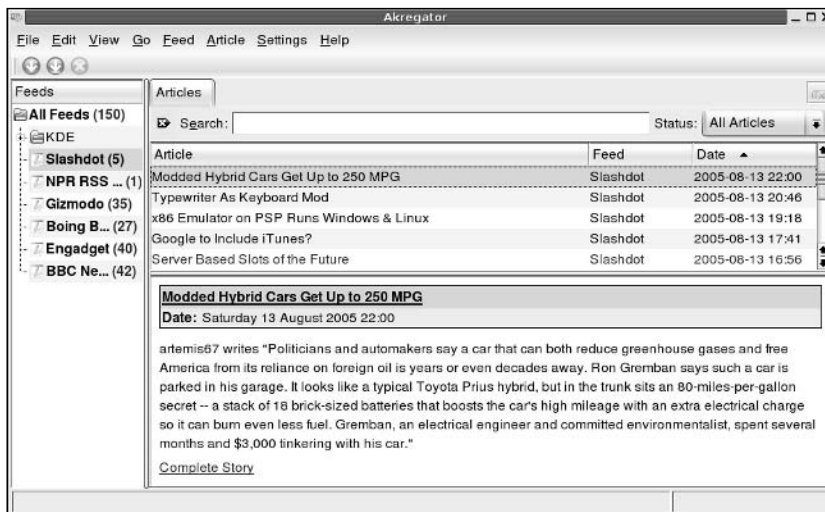 Akregator
File Edit View Go Feed Article Settings Help
Feeds
All Feeds (150)
KDE
Slashdot (5)
NPR RSS ... (1)
Gizmodo (35)
Boing B... (27)
Engadget (40)
BBC Ne... (42)
Articles
Search:
Status: All Articles
Article Feed Date
Modded Hybrid Cars Get Up to 250 MPG Slashdot 2005-08-13 22:00
Typewriter As Keyboard Mod Slashdot 2005-08-13 20:46
x86 Emulator on PSP Runs Windows & Linux Slashdot 2005-08-13 19:18
Google to Include iTunes? Slashdot 2005-08-13 17:41
Server Based Slots of the Future Slashdot 2005-08-13 16:56
Modded Hybrid Cars Get Up to 250 MPG
Date: Saturday 13 August 2005 22:00
artemis67 writes "Politicians and automakers say a car that can both reduce greenhouse gases and free
America from its reliance on foreign oil is years or even decades away. Ron Gremban says such a car is
parked in his garage. It looks like a typical Toyota Prius hybrid, but in the trunk sits an 80-miles-per-gallon
secret -- a stack of 18 brick-sized batteries that boosts the car's high mileage with an extra electrical charge
so it can burn even less fuel. Gremban, an electrical engineer and committed environmentalist, spent several
months and $3,000 tinkering with his car."
Complete Story